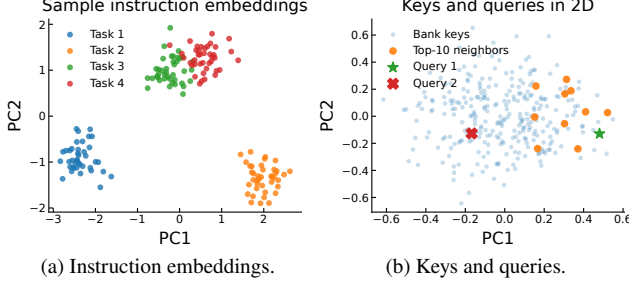 Sample instruction embeddings
2
1
0
−1
−2
−3
−2
−1
0
1
2
PC2
PC1
Task 1
Task 2
Task 3
Task 4
(a) Instruction embeddings.
Keys and queries in 2D
0.6
0.4
0.2
0.0
−0.2
−0.4
−0.6
−0.6
−0.4
−0.2
0.0
0.2
0.4
0.6
PC2
PC1
Bank keys
Top-10 neighbors
Query 1
Query 2
(b) Keys and queries.